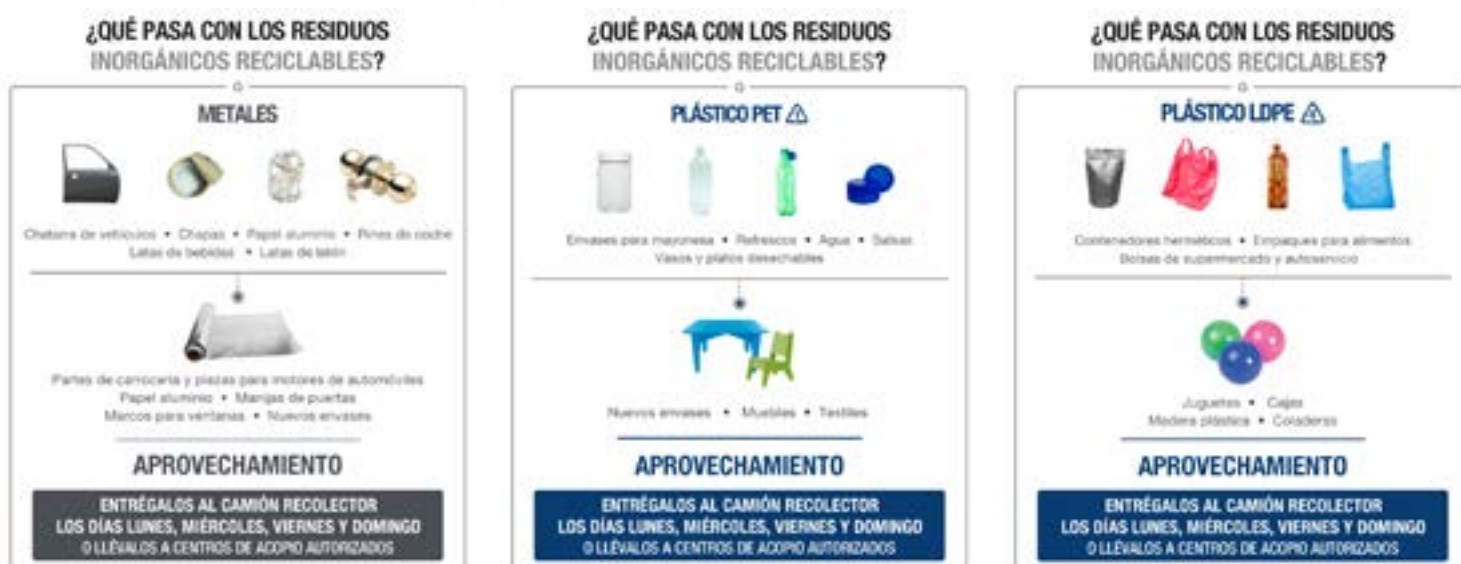 ¿QUÉ PASA CON LOS RESIDUOS
INORGÁNICOS RECICLABLES?
METALES
Chatarra de vehículos • Chapas • Papel aluminio • Rines de coche
Latas de bebidas • Latas de latón
Partes de carrocería y piezas para motores de automóviles
Papel aluminio • Manijas de puertas
Marcos para ventanas • Nuevos envases
APROVECHAMIENTO
ENTRÉGALOS AL CAMIÓN RECOLECTOR
LOS DÍAS LUNES, MIÉRCOLES, VIERNES Y DOMINGO
O LLÉVALOS A CENTROS DE ACOPIO AUTORIZADOS
¿QUÉ PASA CON LOS RESIDUOS
INORGÁNICOS RECICLABLES?
PLÁSTICO PET
Envases para mayonesa • Refrescos • Agua • Salsas
Vasos y platos desechables
Nuevos envases • Muebles • Textiles
APROVECHAMIENTO
ENTRÉGALOS AL CAMIÓN RECOLECTOR
LOS DÍAS LUNES, MIÉRCOLES, VIERNES Y DOMINGO
O LLÉVALOS A CENTROS DE ACOPIO AUTORIZADOS
¿QUÉ PASA CON LOS RESIDUOS
INORGÁNICOS RECICLABLES?
PLÁSTICO LDPE
Contenedores herméticos • Empaques para alimentos
Bolsas de supermercado y autoservicio
Juguetes • Cajas
Madera plástica • Coladeras
APROVECHAMIENTO
ENTRÉGALOS AL CAMIÓN RECOLECTOR
LOS DÍAS LUNES, MIÉRCOLES, VIERNES Y DOMINGO
O LLÉVALOS A CENTROS DE ACOPIO AUTORIZADOS